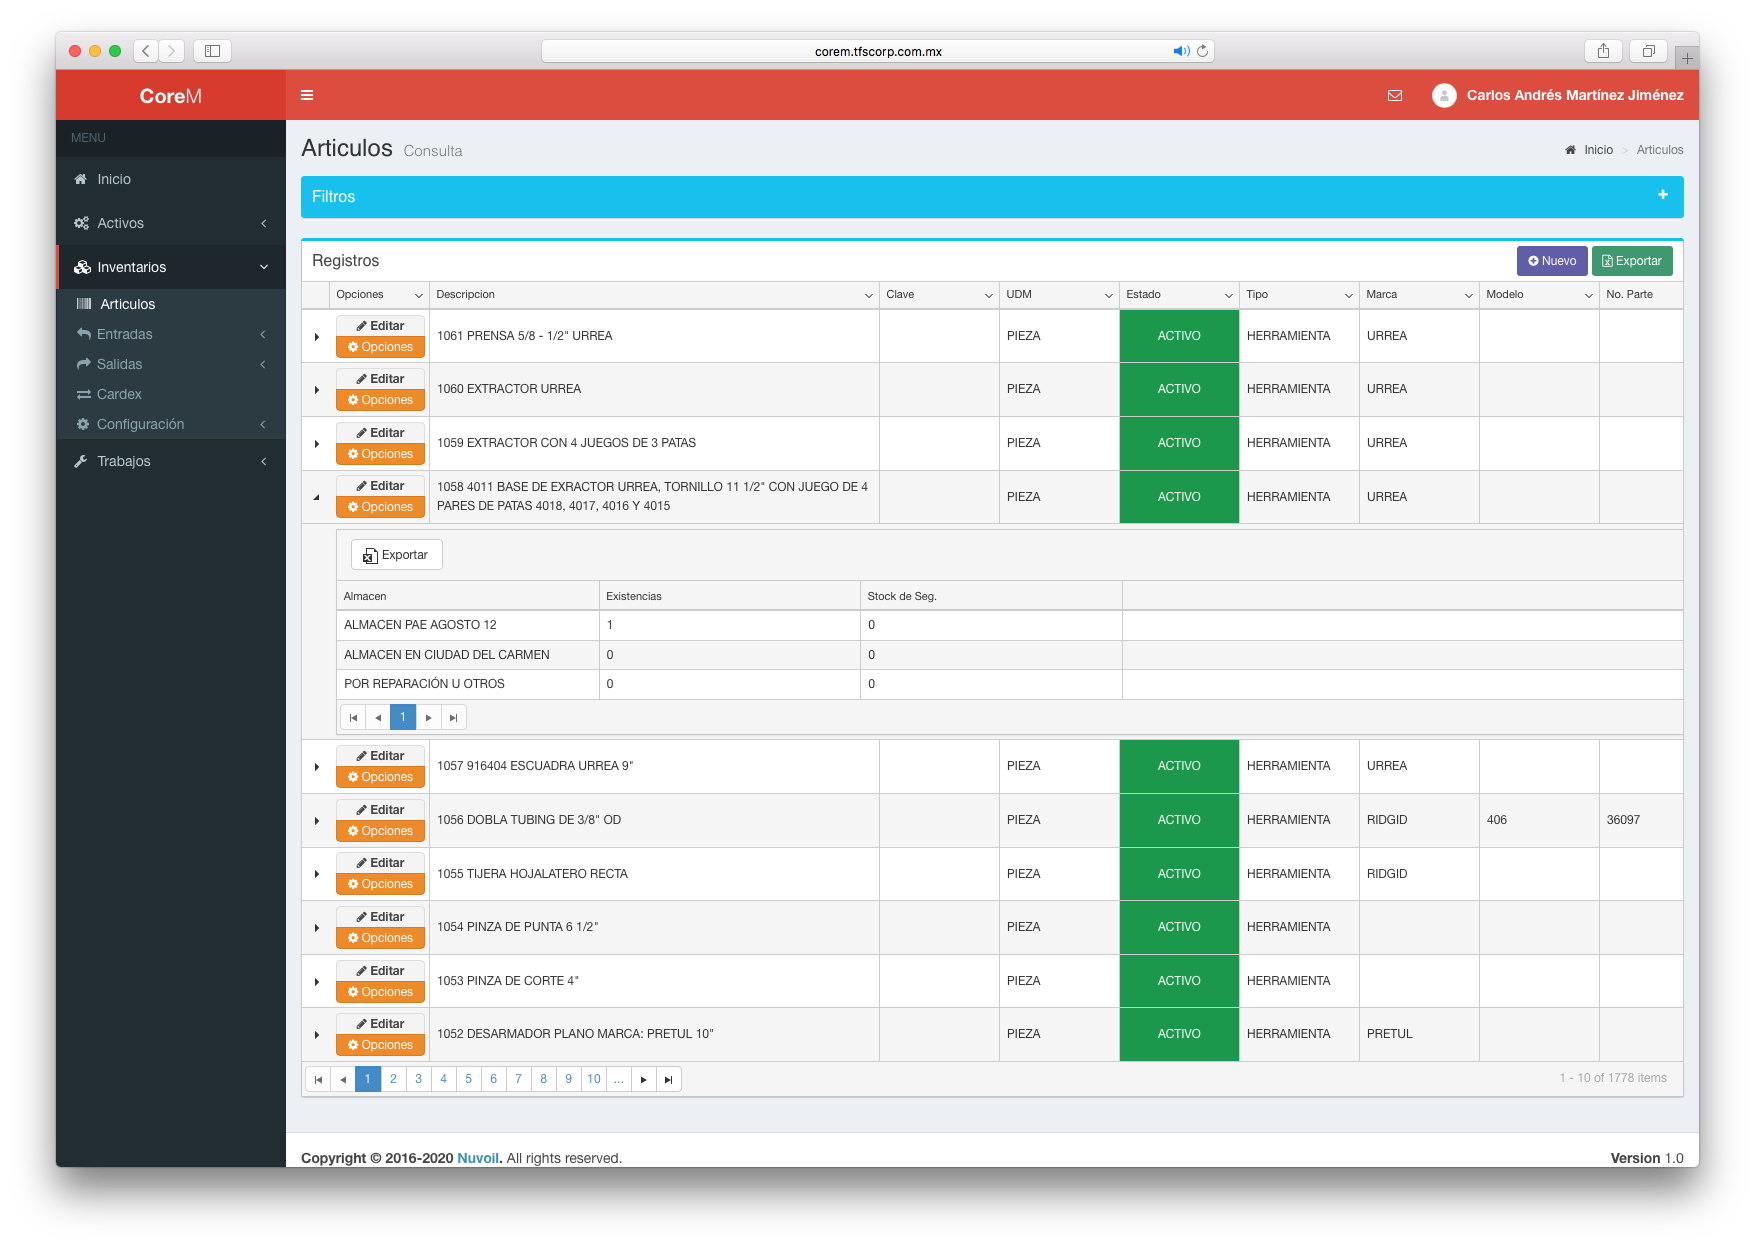 corem.tfscorp.com.mx
CoreM
Carlos Andrés Martínez Jiménez
MENU
Inicio
Activos
Inventarios
Articulos
Entradas
Salidas
Cardex
Configuración
Trabajos
Articulos Consulta
Inicio > Articulos
Filtros
Registros
Nuevo Exportar
Opciones Descripcion Clave UDM Estado Tipo Marca Modelo No. Parte
Editar
Opciones
1061 PRENSA 5/8 - 1/2" URREA PIEZA ACTIVO HERRAMIENTA URREA
Editar
Opciones
1060 EXTRACTOR URREA PIEZA ACTIVO HERRAMIENTA URREA
Editar
Opciones
1059 EXTRACTOR CON 4 JUEGOS DE 3 PATAS PIEZA ACTIVO HERRAMIENTA URREA
Editar
Opciones
1058 4011 BASE DE EXRACTOR URREA, TORNILLO 11 1/2" CON JUEGO DE 4
PARES DE PATAS 4018, 4017, 4016 Y 4015
PIEZA ACTIVO HERRAMIENTA URREA
Exportar
Almacen Existencias Stock de Seg.
ALMACEN PAE AGOSTO 12 1 0
ALMACEN EN CIUDAD DEL CARMEN 0 0
POR REPARACIÓN U OTROS 0 0
1
Editar
Opciones
1057 916404 ESCUADRA URREA 9" PIEZA ACTIVO HERRAMIENTA URREA
Editar
Opciones
1056 DOBLA TUBING DE 3/8" OD PIEZA ACTIVO HERRAMIENTA RIDGID 406 36097
Editar
Opciones
1055 TIJERA HOJALATERO RECTA PIEZA ACTIVO HERRAMIENTA RIDGID
Editar
Opciones
1054 PINZA DE PUNTA 6 1/2" PIEZA ACTIVO HERRAMIENTA
Editar
Opciones
1053 PINZA DE CORTE 4" PIEZA ACTIVO HERRAMIENTA
Editar
Opciones
1052 DESARMADOR PLANO MARCA: PRETUL 10" PIEZA ACTIVO HERRAMIENTA PRETUL
1 2 3 4 5 6 7 8 9 10 ...
1 - 10 of 1778 items
Copyright © 2016-2020 Nuvoil. All rights reserved.
Version 1.0